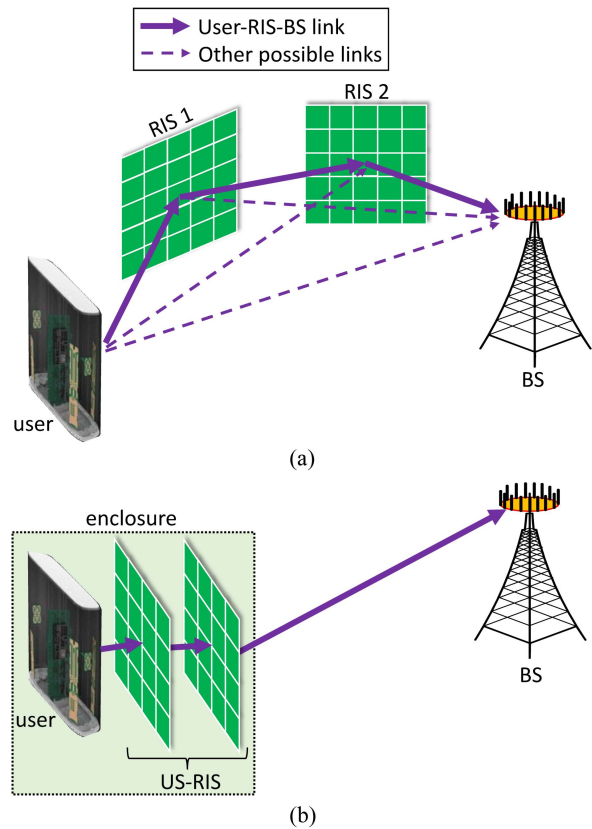 User-RIS-BS link
Other possible links
RIS 1
RIS 2
BS
user
(a)
enclosure
user
BS
US-RIS
(b)